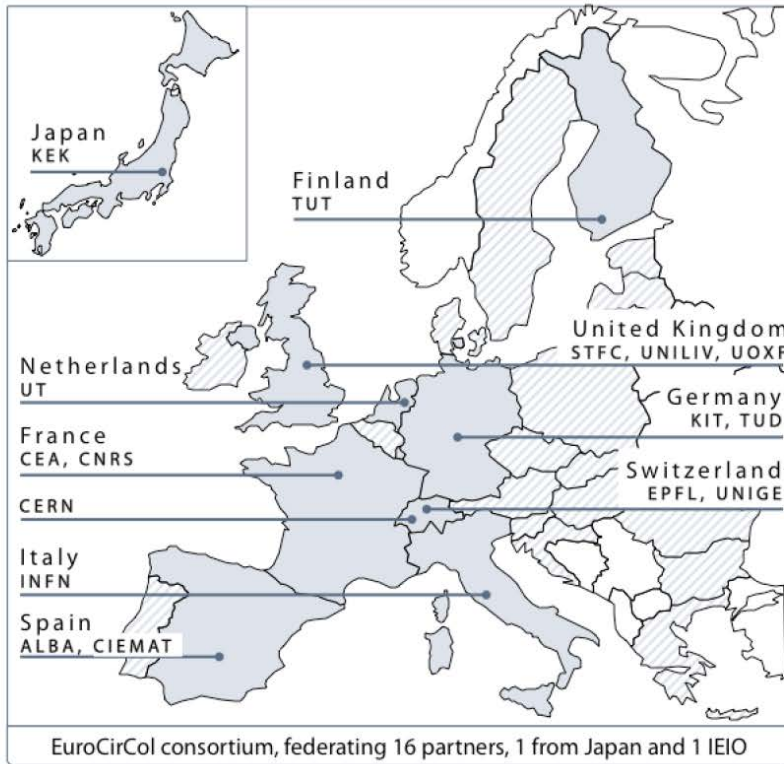 Japan
KEK
Finland
TUT
United Kingdom
STFC, UNILIV, UOXF
Netherlands
UT
Germany
KIT, TUD
France
CEA, CNRS
Switzerland
EPFL, UNIGE
CERN
Italy
INFN
Spain
ALBA, CIEMAT
EuroCirCol consortium, federating 16 partners, 1 from Japan and 1 IEIO